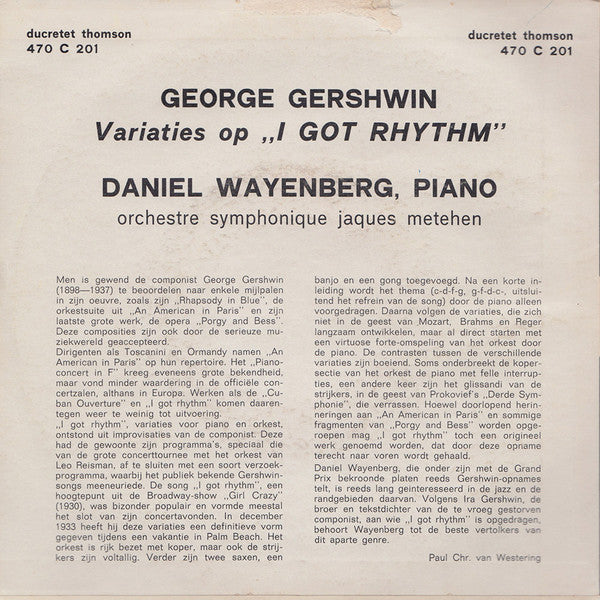 ducretet thomson
470 C 201
ducretet thomson
470 C 201
GEORGE GERSHWIN
Variaties op „I GOT RHYTHM”
DANIEL WAYENBERG, PIANO
orchestre symphonique jaques metehen
Men is gewend de componist George Gershwin
(1898—1937) te beoordelen naar enkele mijlpalen
in zijn oeuvre, zoals zijn „Rhapsody in Blue”, de
orkestsuite uit „An American in Paris” en zijn
laatste grote werk, de opera „Porgy and Bess”.
Deze composities zijn ook door de serieuze mu-
ziekwereld geaccepteerd.
Dirigenten als Toscanini en Ormandy namen „An
American in Paris” op hun repertoire. Het „Piano-
concert in F” kreeg eveneens grote bekendheid,
maar vond minder waardering in de officiële con-
certzalen, althans in Europa. Werken als de „Cu-
ban Ouverture” en „I got rhythm” komen daaren-
tegen weer te weinig tot uitvoering.
„I got rhythm”, variaties voor piano en orkest,
ontstond uit improvisaties van de componist. Deze
had de gewoonte zijn programma's, speciaal die
van de grote concerttournee met het orkest van
Leo Reisman, af te sluiten met een soort verzoek-
programma, waarbij het publiek bekende Gershwin-
songs meeneuriede. De song „I got rhythm”, een
hoogtepunt uit de Broadway-show „Girl Crazy”
(1930), was bizonder populair en vormde meestal
het slot van zijn concertavonden. In december
1933 heeft hij deze variaties een definitieve vorm
gegeven tijdens een vakantie in Palm Beach. Het
orkest is rijk bezet met koper, maar ook de strij-
kers zijn voltallig. Verder zijn twee saxen, een
banjo en een gong toegevoegd. Na een korte in-
leiding wordt het thema (c-d-f-g, g-f-d-c-, uitslui-
tend het refrein van de song) door de piano alleen
voorgedragen. Daarna volgen de variaties, die zich
niet in de geest van Mozart, Brahms en Reger
langzaam ontwikkelen, maar al direct starten met
een virtuose forte-omspeling van het orkest door
de piano. De contrasten tussen de verschillende
variaties zijn boeiend. Soms onderbreekt de koper-
sectie van het orkest de piano met felle interrup-
ties, een andere keer zijn het glissandi van de
strijkers, in de geest van Prokovief's „Derde Sym-
phonie”, die verrassen. Hoewel doorlopend herin-
neringen aan „An American in Paris” en sommige
fragmenten van „Porgy and Bess” worden opge-
roepen mag „I got rhythm” toch een origineel
werk genoemd worden, dat door deze opname
terecht naar voren wordt gehaald.
Daniel Wayenberg, die onder zijn met de Grand
Prix bekroonde platen reeds Gershwin-opnames
telt, is reeds lang geinteresseerd in de jazz en de
randgebieden daarvan. Volgens Ira Gershwin, de
broer en tekstdichter van de te vroeg gestorven
componist, aan wie „I got rhythm” is opgedragen,
behoort Wayenberg tot de beste vertolkers van
dit aparte genre.
Paul Chr. van Westering